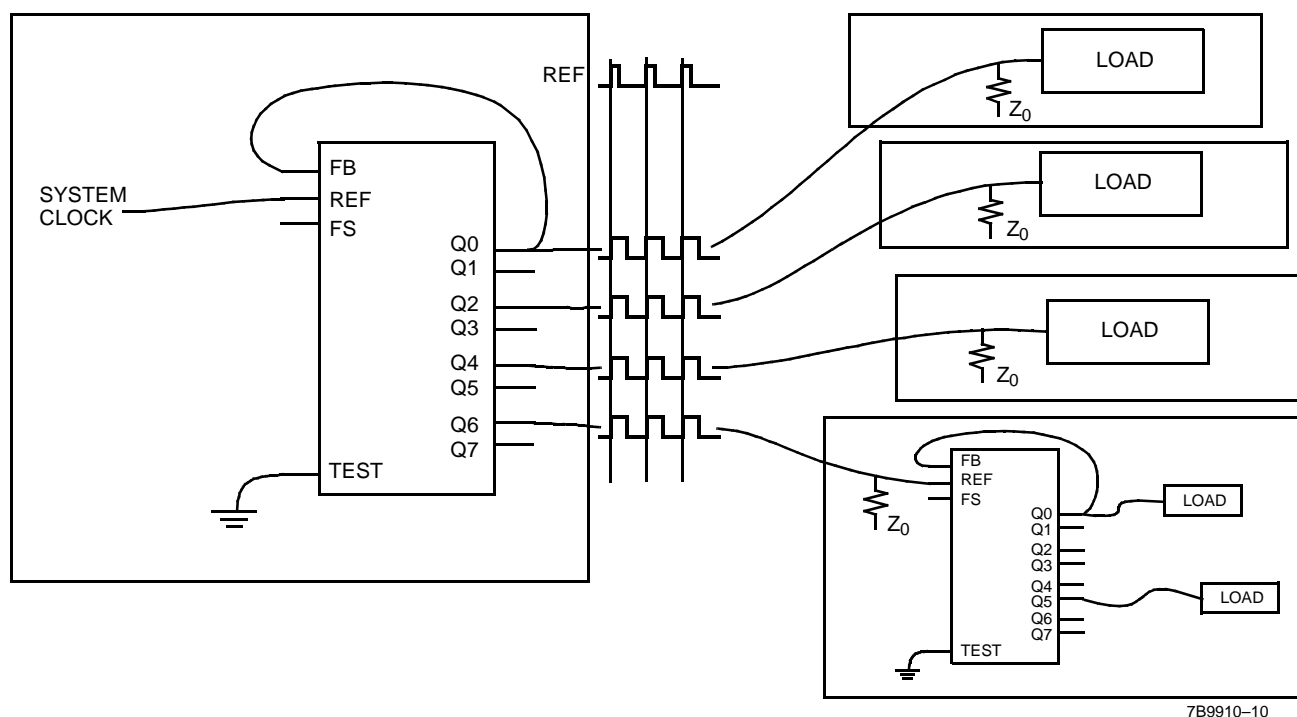 REF
LOAD
Z0
LOAD
Z0
LOAD
Z0
SYSTEM
CLOCK
FB
REF
FS
Q0
Q1
Q2
Q3
Q4
Q5
Q6
Q7
TEST
Z0
FB
REF
FS
Q0
Q1
Q2
Q3
Q4
Q5
Q6
Q7
TEST
LOAD
LOAD
7B9910–10